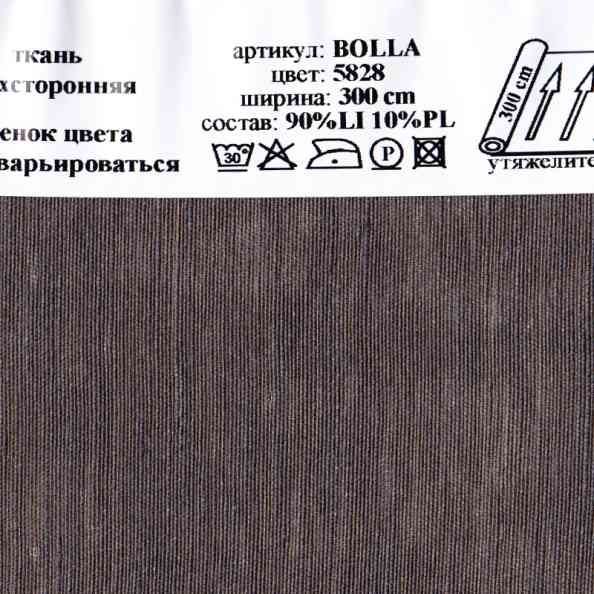 ткань
хсторонняя
енок цвета
варьироваться
артикул: BOLLA
цвет: 5828
ширина: 300 cm
состав: 90%LI 10%PL
30°
P
300 cm
утяжелите